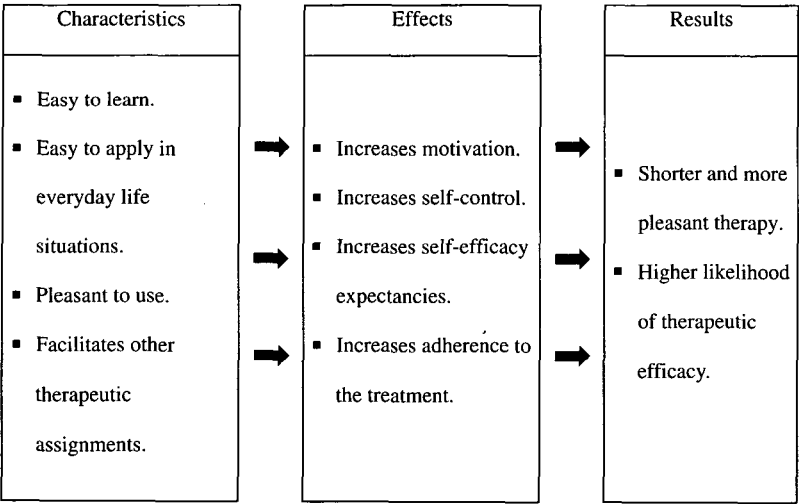 Characteristics
▪ Easy to learn.
▪ Easy to apply in
everyday life
situations.
▪ Pleasant to use.
▪ Facilitates other
therapeutic
assignments.
Effects
▪ Increases motivation.
▪ Increases self-control.
▪ Increases self-efficacy
expectancies.
▪ Increases adherence to
the treatment.
Results
▪ Shorter and more
pleasant therapy.
▪ Higher likelihood
of therapeutic
efficacy.